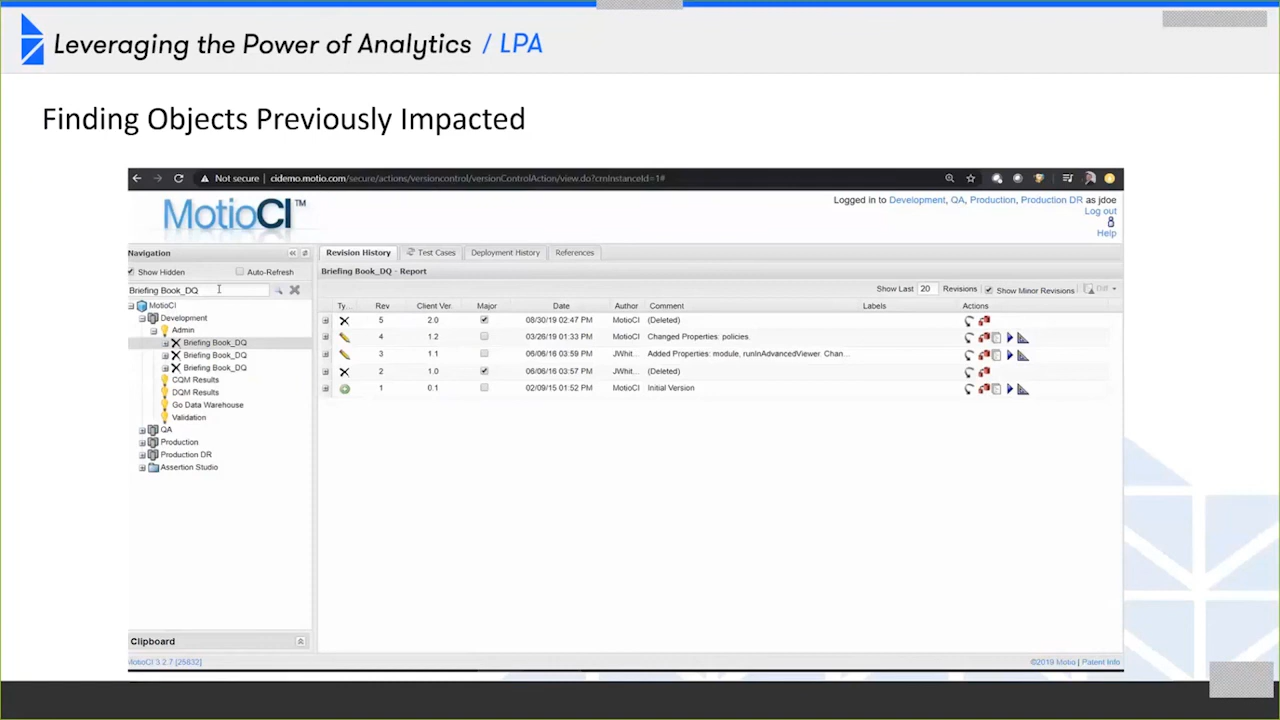 Leveraging the Power of Analytics / LPA
Finding Objects Previously Impacted
Not secure | cidemo.motio.com/secure/actions/versioncontrol/versionControlAction/view.do?cmInstanceId=1#
MotioCI™
Logged in to Development, QA, Production, Production DR as jdoe
Log out
Help
Navigation
Show Hidden Auto-Refresh
Briefing Book_DQ
MotioCI
Development
Admin
Briefing Book_DQ
Briefing Book_DQ
Briefing Book_DQ
CQM Results
DQM Results
Go Data Warehouse
Validation
QA
Production
Production DR
Assertion Studio
Clipboard
Revision History Test Cases Deployment History References
Briefing Book_DQ - Report
Show Last 20 Revisions Show Minor Revisions Diff
Ty... Rev Client Ver. Major Date Author Comment Labels Actions
5 2.0 08/30/19 02:47 PM MotioCI (Deleted)
4 1.2 03/26/19 01:33 PM MotioCI Changed Properties: policies.
3 1.1 06/06/16 03:59 PM JWhit... Added Properties: module, runInAdvancedViewer Chan...
2 1.0 06/06/16 03:57 PM JWhit... (Deleted)
1 0.1 02/09/15 01:52 PM MotioCI Initial Version
MotioCI 3.2.7 [25832]
©2019 Motio | Patent Info